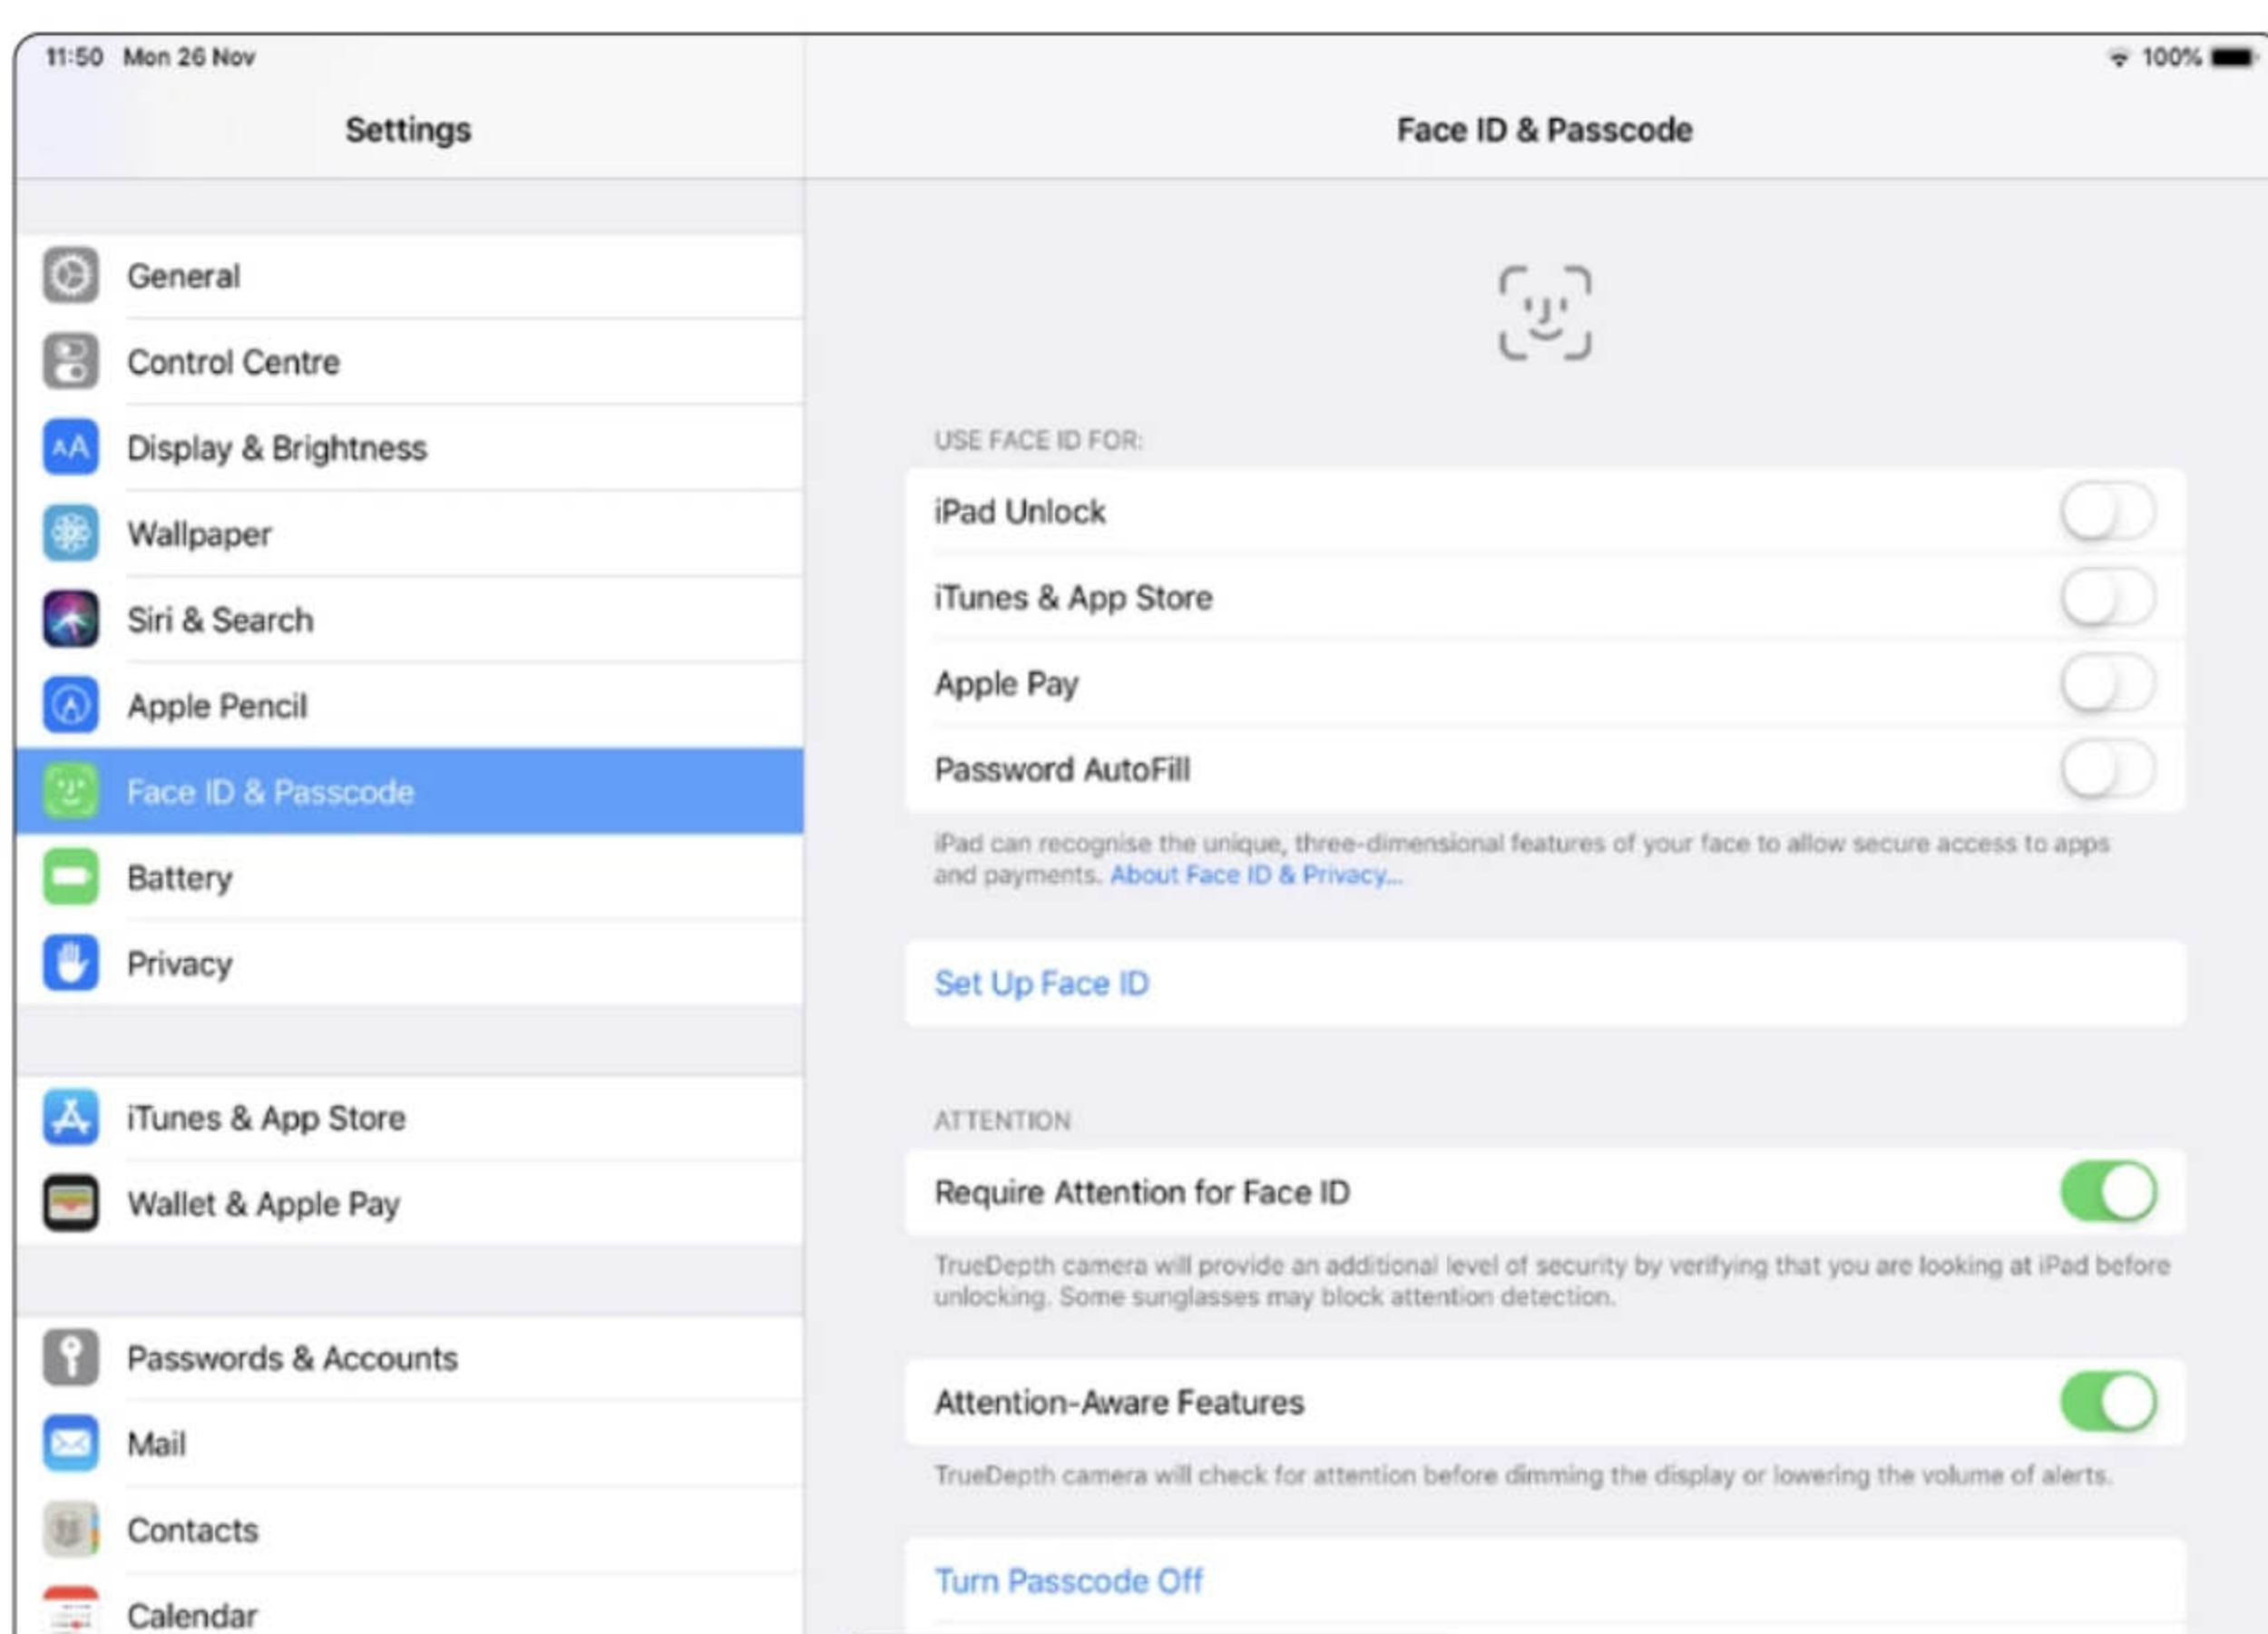 11:50 Mon 26 Nov
100%
Settings
General
Control Centre
AA Display & Brightness
Wallpaper
Siri & Search
Apple Pencil
Face ID & Passcode
Battery
Privacy
iTunes & App Store
Wallet & Apple Pay
Passwords & Accounts
Mail
Contacts
Calendar
Face ID & Passcode
USE FACE ID FOR:
iPad Unlock
iTunes & App Store
Apple Pay
Password AutoFill
iPad can recognise the unique, three-dimensional features of your face to allow secure access to apps
and payments. About Face ID & Privacy...
Set Up Face ID
ATTENTION
Require Attention for Face ID
TrueDepth camera will provide an additional level of security by verifying that you are looking at iPad before
unlocking. Some sunglasses may block attention detection.
Attention-Aware Features
TrueDepth camera will check for attention before dimming the display or lowering the volume of alerts.
Turn Passcode Off